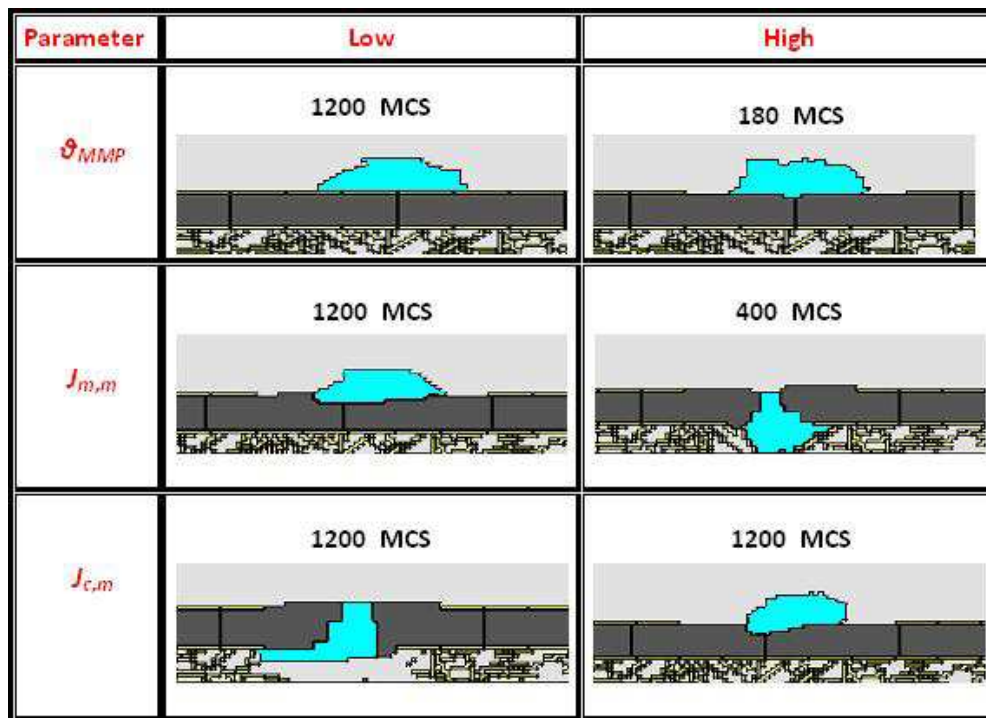 Parameter Low High
1200 MCS 180 MCS
ϑMMP
1200 MCS 400 MCS
Jm,m
1200 MCS 1200 MCS
Jc,m